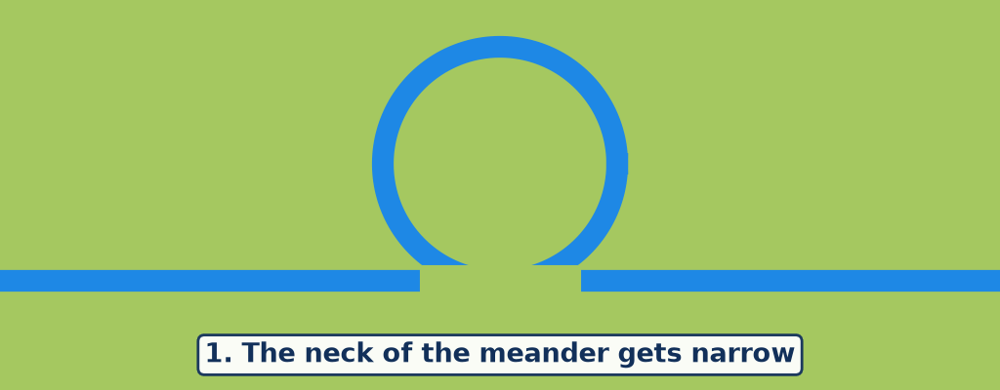 1. The neck of the meander gets narrow